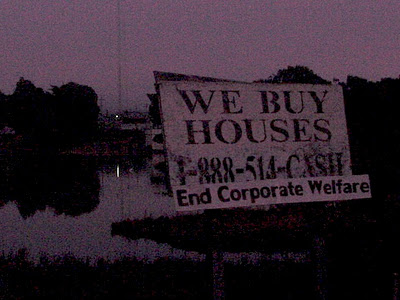 WE BUY
HOUSES
1-888-514-CASH
End Corporate Welfare